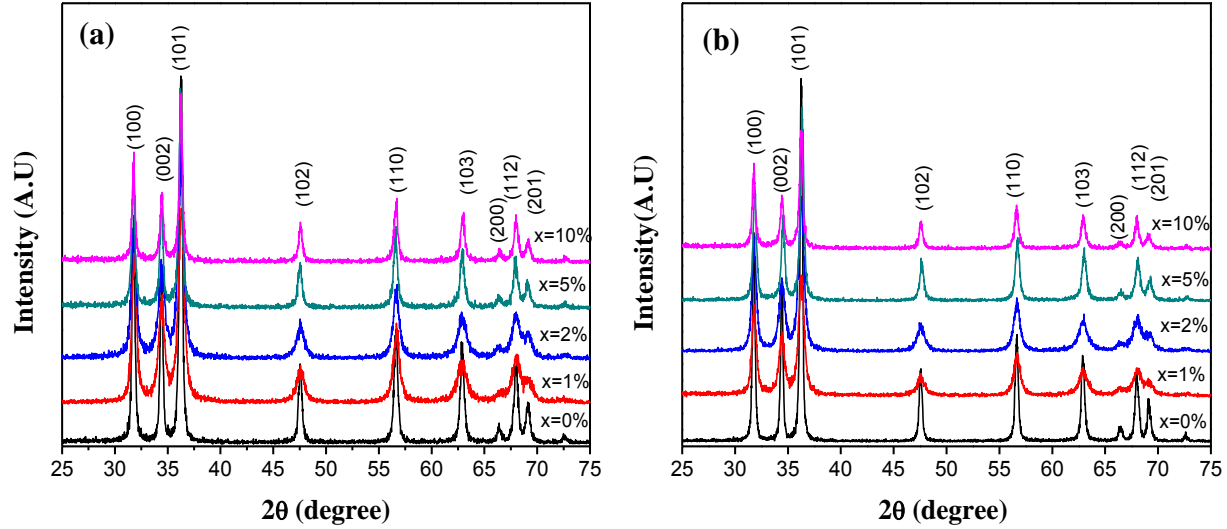 (a)
(100)
(002)
(101)
(102)
(110)
(103)
(200)
(112)
(201)
x=10%
x=5%
x=2%
x=1%
x=0%
Intensity (A.U)
25 30 35 40 45 50 55 60 65 70 75
2θ (degree)
(b)
(100)
(002)
(101)
(102)
(110)
(103)
(200)
(112)
(201)
x=10%
x=5%
x=2%
x=1%
x=0%
Intensity(A.U)
25 30 35 40 45 50 55 60 65 70 75
2θ (degree)